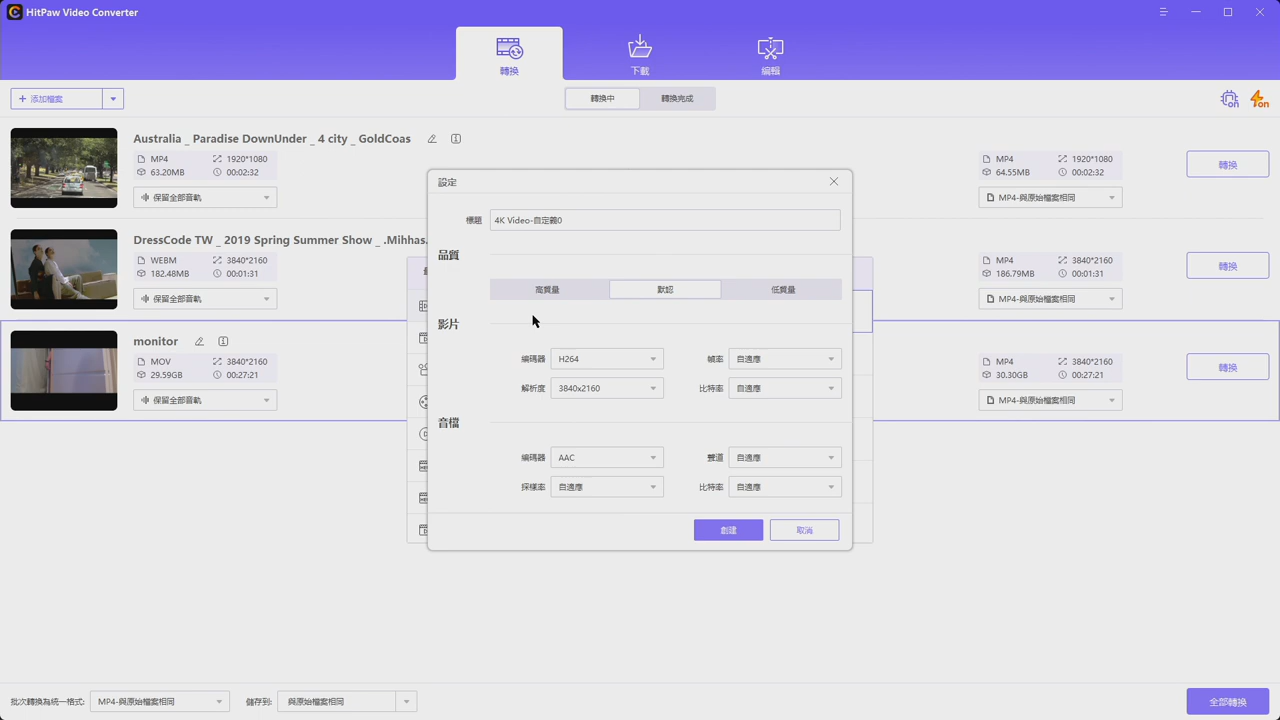 HitPaw Video Converter
轉換
下載
編輯
添加檔案
轉換中
轉換完成
on
on
Australia _ Paradise DownUnder _ 4 city _ GoldCoas
MP4
1920*1080
63.20MB
00:02:32
保留全部音軌
MP4
1920*1080
64.55MB
00:02:32
MP4-與原始檔案相同
轉換
DressCode TW _ 2019 Spring Summer Show _ .Mihhas.
WEBM
3840*2160
182.48MB
00:01:31
保留全部音軌
MP4
3840*2160
186.79MB
00:01:31
MP4-與原始檔案相同
轉換
monitor
MOV
3840*2160
29.59GB
00:27:21
保留全部音軌
MP4
3840*2160
30.30GB
00:27:21
MP4-與原始檔案相同
轉換
設定
標題
4K Video-自定義0
品質
高質量
默認
低質量
影片
編碼器
H264
幀率
自適應
解析度
3840x2160
比特率
自適應
音檔
編碼器
AAC
聲道
自適應
採樣率
自適應
比特率
自適應
創建
取消
批次轉換為統一格式:
MP4-與原始檔案相同
儲存到:
與原始檔案相同
全部轉換